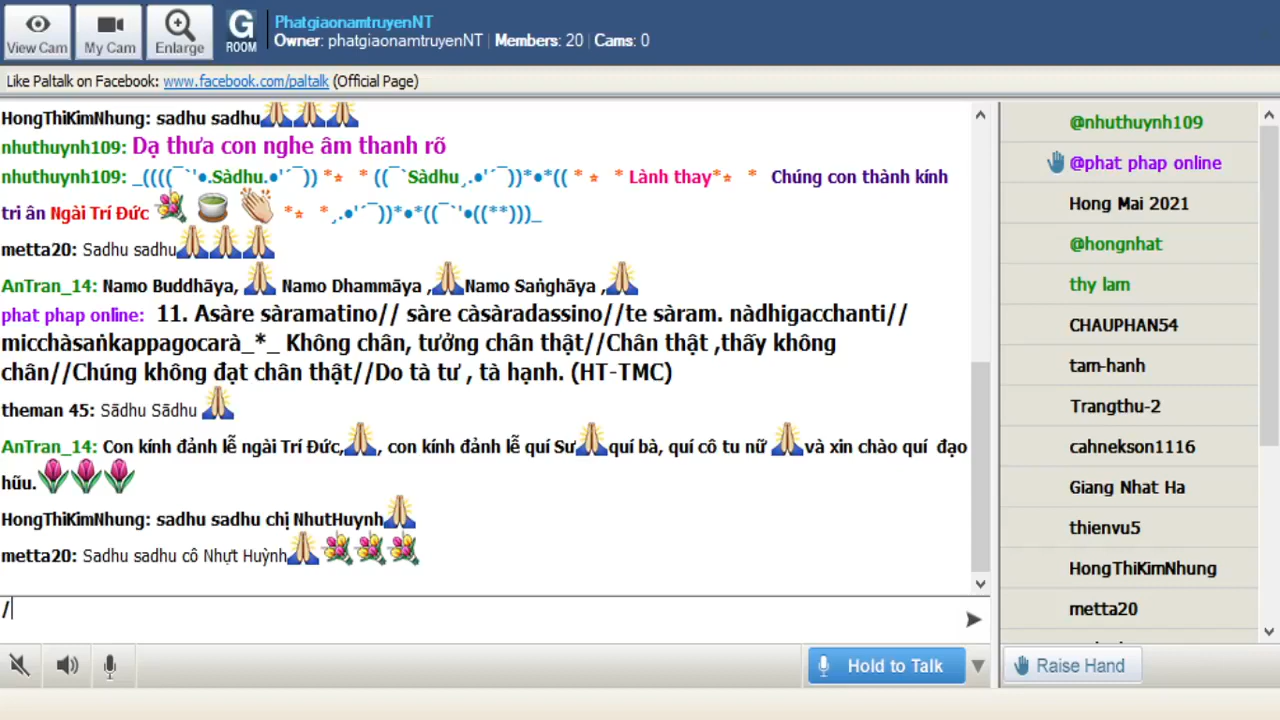 PhatgiaonamtruyenNT
View Cam
My Cam
Enlarge
G ROOM
Owner: phatgiaonamtruyenNT | Members: 20 | Cams: 0
Like Paltalk on Facebook: www.facebook.com/paltalk (Official Page)
HongThiKimNhung: sadhu sadhu🙏🙏🙏
nhuthuynh109: Dạ thưa con nghe âm thanh rõ
nhuthuynh109: _((((¯`'•.Sàdhu.•'´¯)) *⭑ * ((¯`Sàdhu¸.•'´¯))*•*(( *⭑ * Lành thay*⭑ * Chúng con thành kính
tri ân Ngài Trí Đức 💐 🍵 👏 *⭑ *¸.•'´¯))*•*((¯`'•((**)))_
metta20: Sadhu sadhu🙏🙏🙏
AnTran_14: Namo Buddhāya, 🙏 Namo Dhammāya ,🙏Namo Saṅghāya ,🙏
phat phap online: 11. Asàre sàramatino// sàre càsàradassino//te sàram. nàdhigacchanti//
micchàsaṅkappagocarà_*_ Không chân, tưởng chân thật//Chân thật ,thấy không
chân//Chúng không đạt chân thật//Do tà tư , tà hạnh. (HT-TMC)
theman 45: Sādhu Sādhu 🙏
AnTran_14: Con kính đảnh lễ ngài Trí Đức,🙏, con kính đảnh lễ quí Sư🙏quí bà, quí cô tu nữ 🙏và xin chào quí đạo
hữu.🌷🌷🌷
HongThiKimNhung: sadhu sadhu chị NhutHuynh🙏
metta20: Sadhu sadhu cô Nhựt Huỳnh🙏💐💐💐
/
Hold to Talk
@nhuthuynh109
@phat phap online
Hong Mai 2021
@hongnhat
thy lam
CHAUPHAN54
tam-hanh
Trangthu-2
cahnekson1116
Giang Nhat Ha
thienvu5
HongThiKimNhung
metta20
Raise Hand